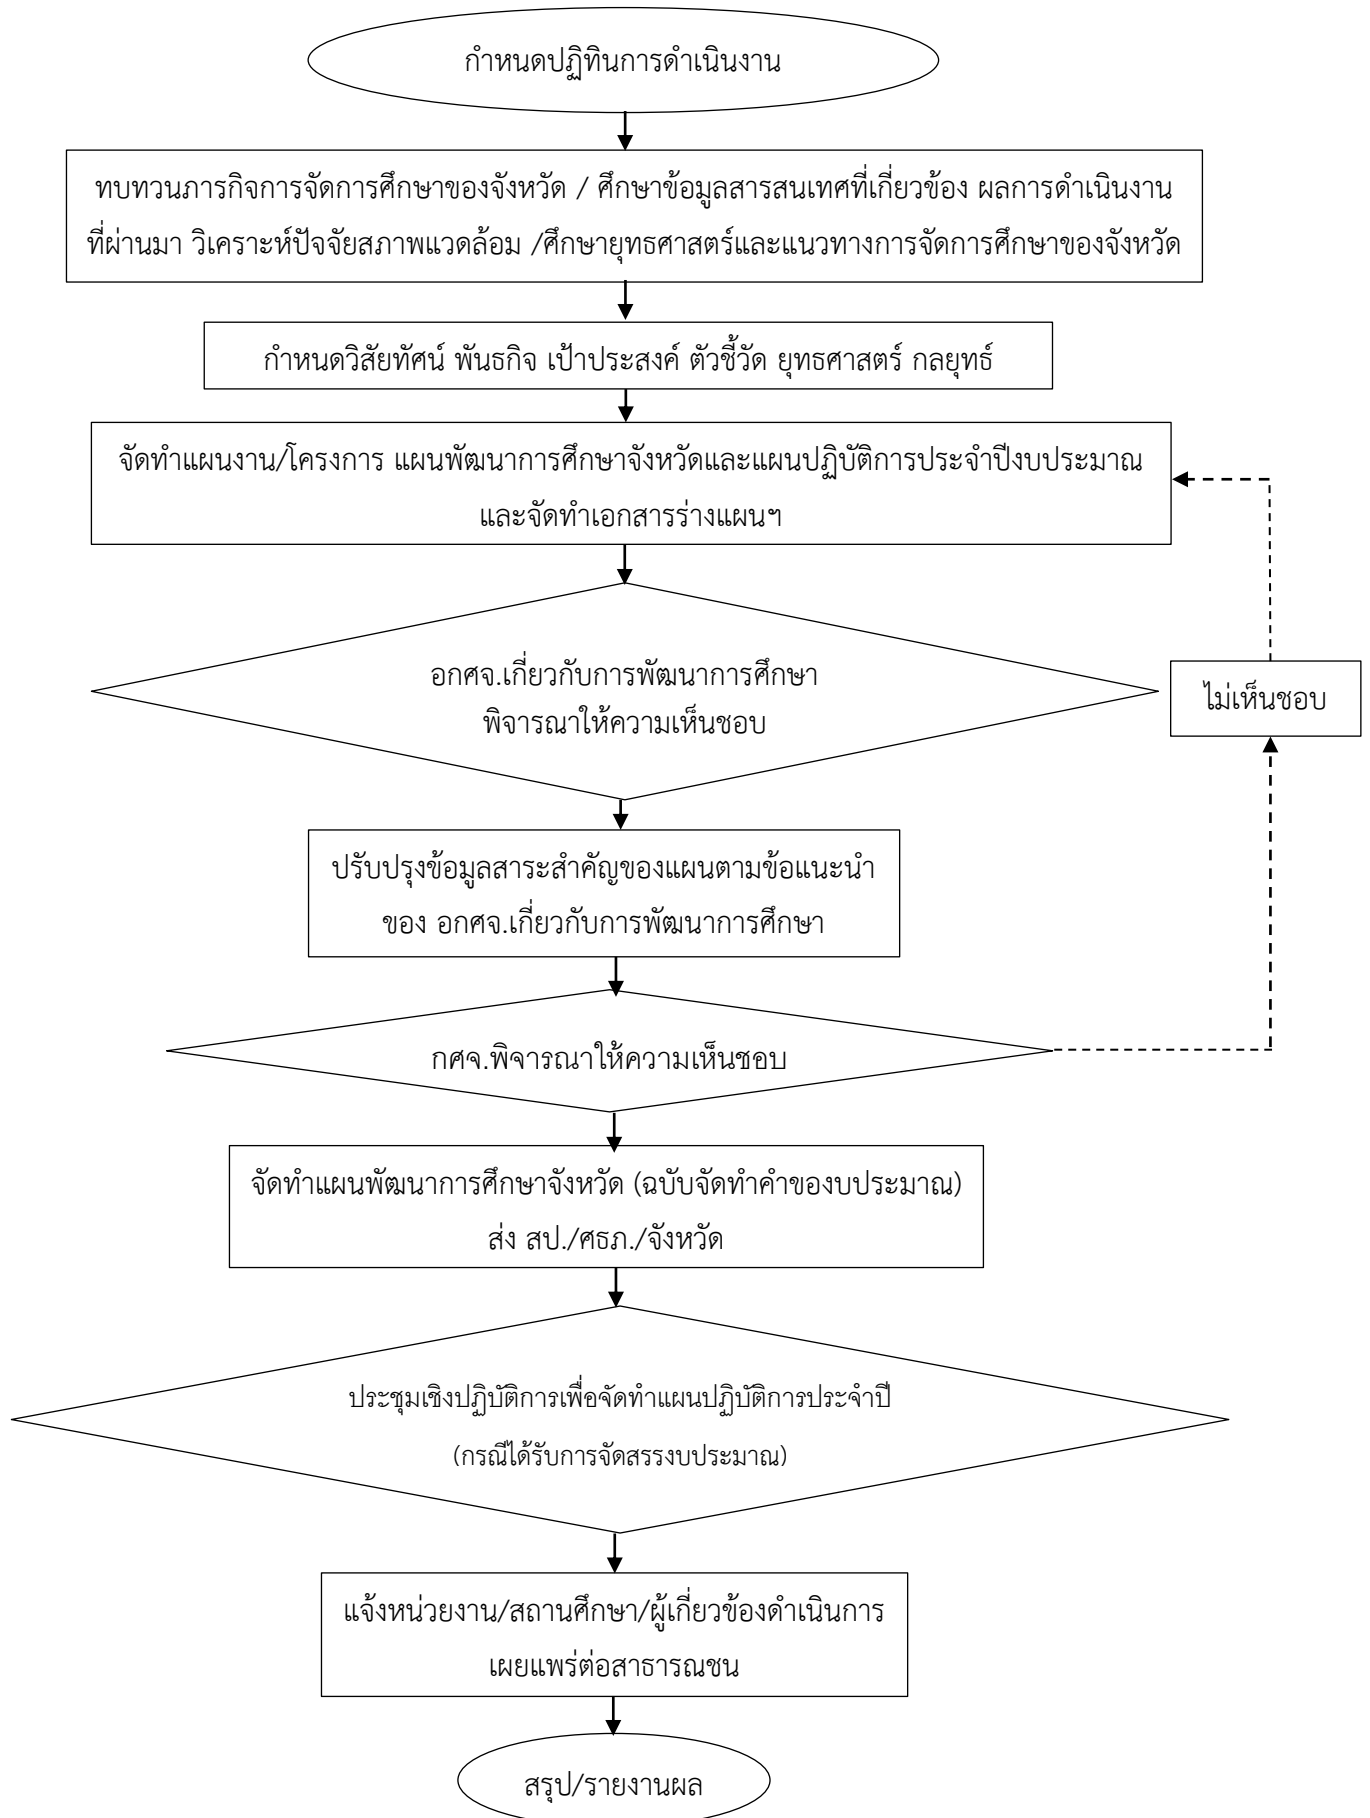 กำหนดปฏิทินการดำเนินงาน
ทบทวนภารกิจการจัดการศึกษาของจังหวัด / ศึกษาข้อมูลสารสนเทศที่เกี่ยวข้อง ผลการดำเนินงาน
ที่ผ่านมา วิเคราะห์ปัจจัยสภาพแวดล้อม /ศึกษายุทธศาสตร์และแนวทางการจัดการศึกษาของจังหวัด
กำหนดวิสัยทัศน์ พันธกิจ เป้าประสงค์ ตัวชี้วัด ยุทธศาสตร์ กลยุทธ์
จัดทำแผนงาน/โครงการ แผนพัฒนาการศึกษาจังหวัดและแผนปฏิบัติการประจำปีงบประมาณ
และจัดทำเอกสารร่างแผนฯ
อกศจ.เกี่ยวกับการพัฒนาการศึกษา
พิจารณาให้ความเห็นชอบ
ไม่เห็นชอบ
ปรับปรุงข้อมูลสาระสำคัญของแผนตามข้อแนะนำ
ของ อกศจ.เกี่ยวกับการพัฒนาการศึกษา
กศจ.พิจารณาให้ความเห็นชอบ
จัดทำแผนพัฒนาการศึกษาจังหวัด (ฉบับจัดทำคำของบประมาณ)
ส่ง สป./ศธภ./จังหวัด
ประชุมเชิงปฏิบัติการเพื่อจัดทำแผนปฏิบัติการประจำปี
(กรณีได้รับการจัดสรรงบประมาณ)
แจ้งหน่วยงาน/สถานศึกษา/ผู้เกี่ยวข้องดำเนินการ
เผยแพร่ต่อสาธารณชน
สรุป/รายงานผล